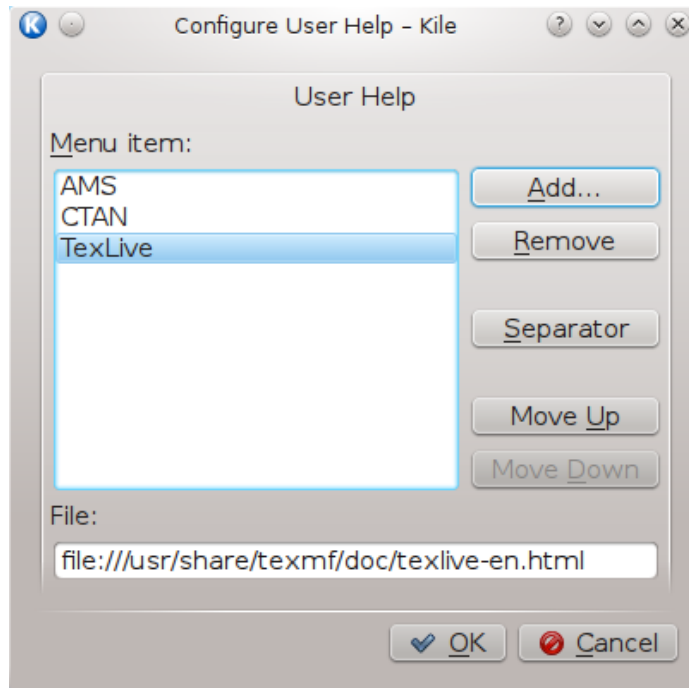 Configure User Help – Kile
User Help
Menu item:
AMS
CTAN
TexLive
Add...
Remove
Separator
Move Up
Move Down
File:
file:///usr/share/texmf/doc/texlive-en.html
OK
Cancel